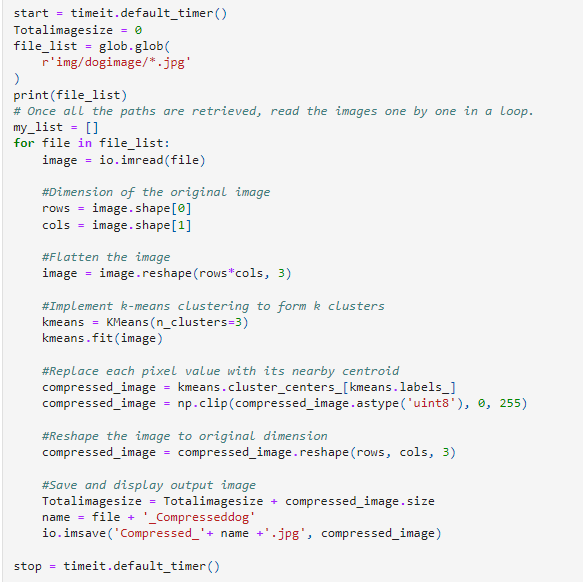 start = timeit.default_timer()
Totalimagesize = 0
file_list = glob.glob(
    r'img/dogimage/*.jpg'
)
print(file_list)
# Once all the paths are retrieved, read the images one by one in a loop.
my_list = []
for file in file_list:
    image = io.imread(file)

    #Dimension of the original image
    rows = image.shape[0]
    cols = image.shape[1]

    #Flatten the image
    image = image.reshape(rows*cols, 3)

    #Implement k-means clustering to form k clusters
    kmeans = KMeans(n_clusters=3)
    kmeans.fit(image)

    #Replace each pixel value with its nearby centroid
    compressed_image = kmeans.cluster_centers_[kmeans.labels_]
    compressed_image = np.clip(compressed_image.astype('uint8'), 0, 255)

    #Reshape the image to original dimension
    compressed_image = compressed_image.reshape(rows, cols, 3)

    #Save and display output image
    Totalimagesize = Totalimagesize + compressed_image.size
    name = file + '_Compresseddog'
    io.imsave('Compressed_'+ name +'.jpg', compressed_image)

stop = timeit.default_timer()